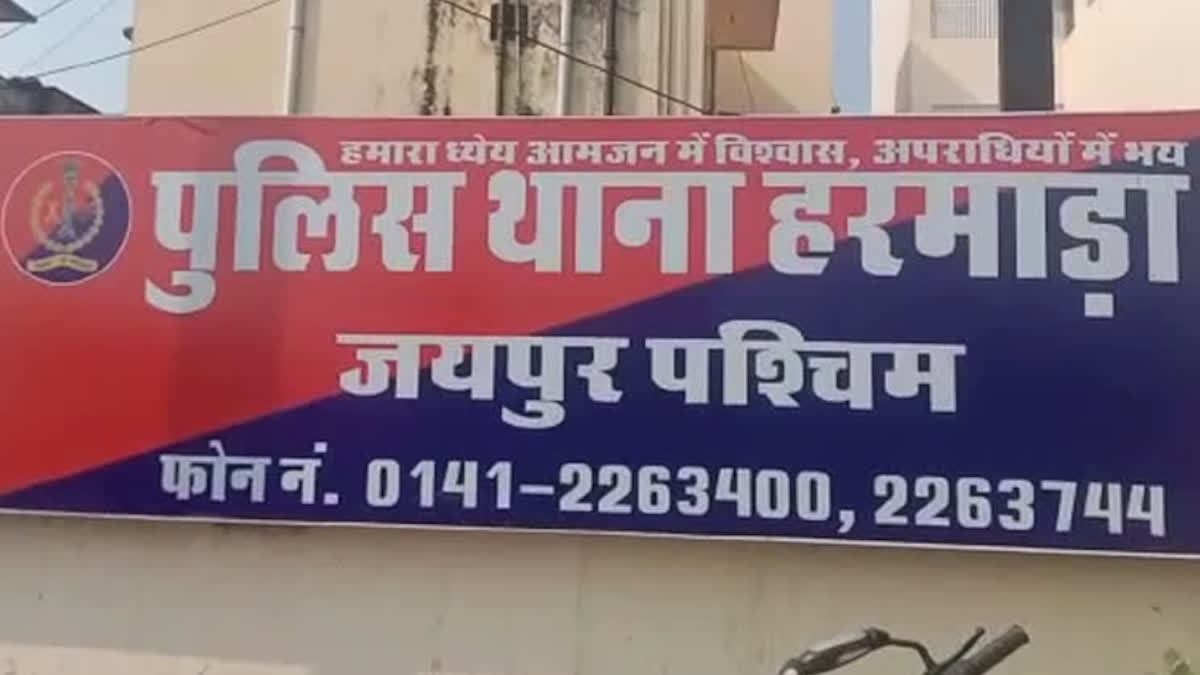 हमारा ध्येय आमजन में विश्वास, अपराधियों में भय
पुलिस थाना हरमाड़ा
जयपुर पश्चिम
फोन नं. 0141-2263400, 2263744